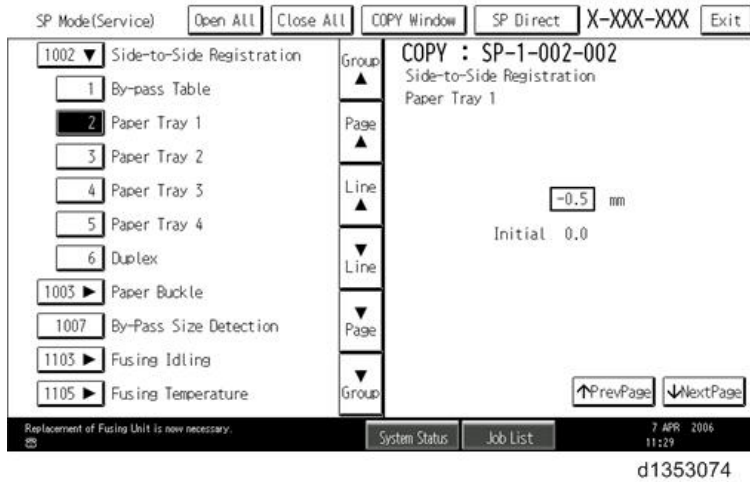 SP Mode(Service) Open All Close All COPY Window SP Direct X-XXX-XXX Exit
1002 ▼ Side-to-Side Registration
1 By-pass Table
2 Paper Tray 1
3 Paper Tray 2
4 Paper Tray 3
5 Paper Tray 4
6 Duplex
1003 ► Paper Buckle
1007 By-Pass Size Detection
1103 ► Fusing Idling
1105 ► Fusing Temperature
Group
▲
Page
▲
Line
▲
▼
Line
▼
Page
▼
Group
COPY : SP-1-002-002
Side-to-Side Registration
Paper Tray 1
-0.5 mm
Initial 0.0
↑PrevPage ↓NextPage
Replacement of Fusing Unit is now necessary.
☎
System Status Job List
7 APR 2006
11:29
d1353074